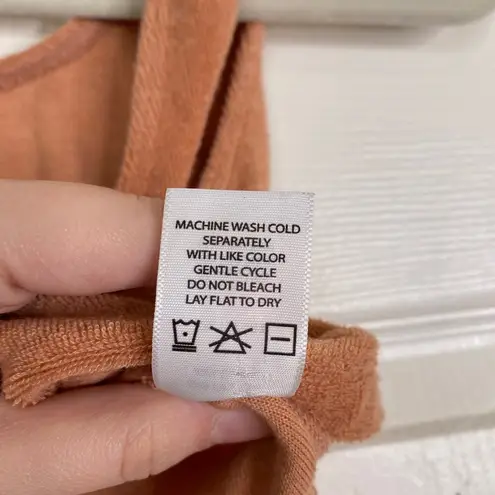 MACHINE WASH COLD
SEPARATELY
WITH LIKE COLOR
GENTLE CYCLE
DO NOT BLEACH
LAY FLAT TO DRY